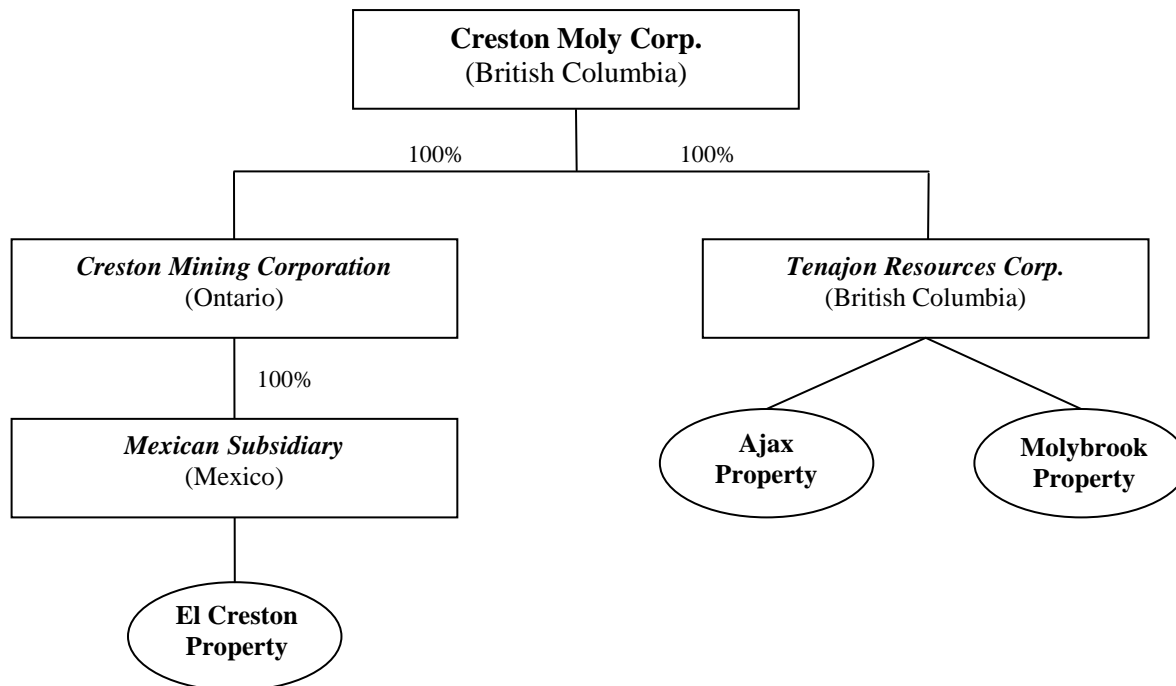 Creston Moly Corp.
(British Columbia)
100%
100%
Creston Mining Corporation
(Ontario)
Tenajon Resources Corp.
(British Columbia)
100%
Mexican Subsidiary
(Mexico)
Ajax
Property
Molybrook
Property
El Creston
Property